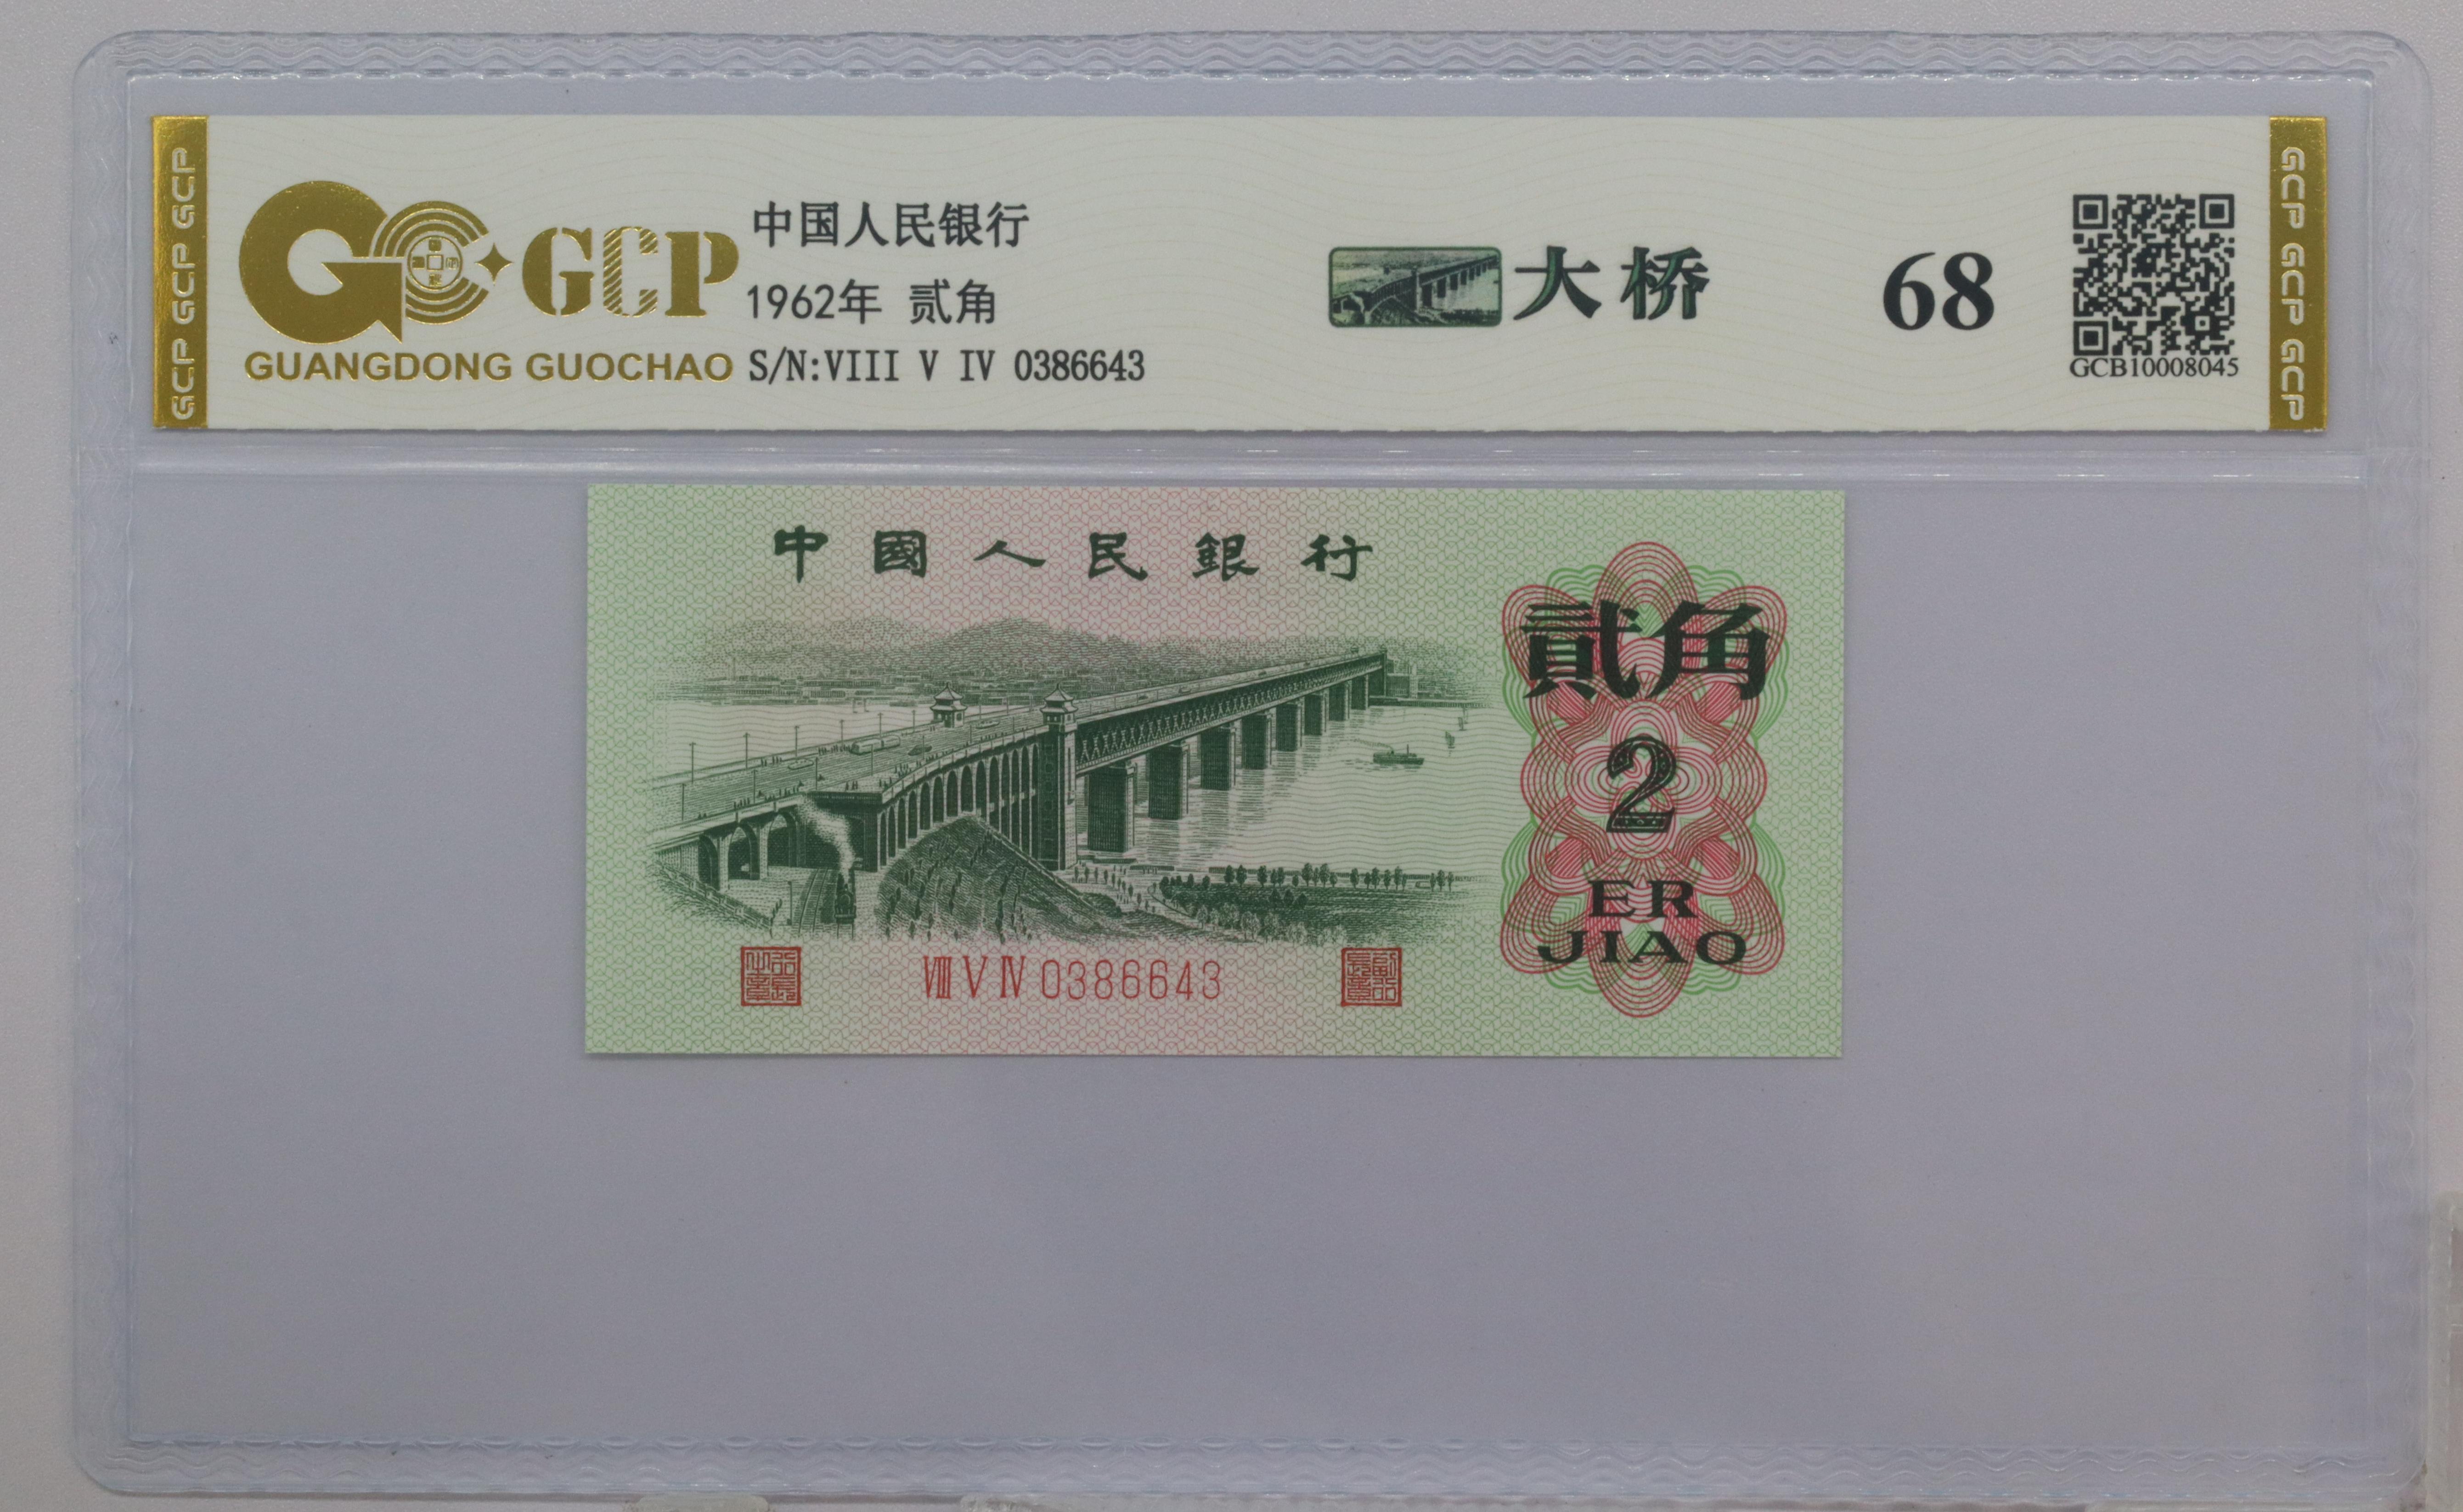 GCP GCP GCP
GCP
GUANGDONG GUOCHAO
中国人民银行
1962年 贰角
S/N:VIII V IV 0386643
大桥
68
GCB10008045
GCP GCP GCP
中國人民銀行
貳角
2
ER
JIAO
VIII V IV 0386643